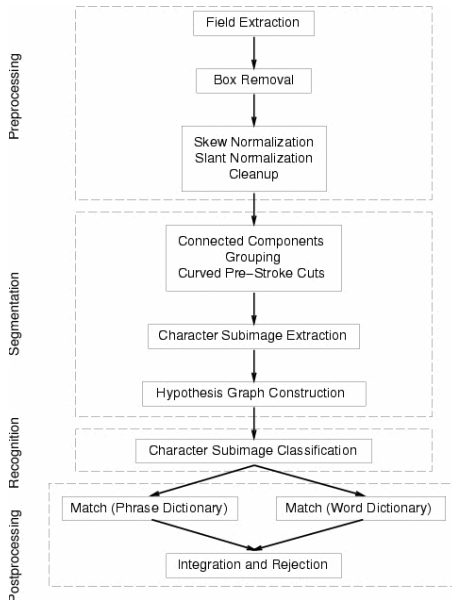 Preprocessing
Field Extraction
Box Removal
Skew Normalization
Slant Normalization
Cleanup
Segmentation
Connected Components
Grouping
Curved Pre-Stroke Cuts
Character Subimage Extraction
Hypothesis Graph Construction
Recognition
Character Subimage Classification
Postprocessing
Match (Phrase Dictionary)
Match (Word Dictionary)
Integration and Rejection